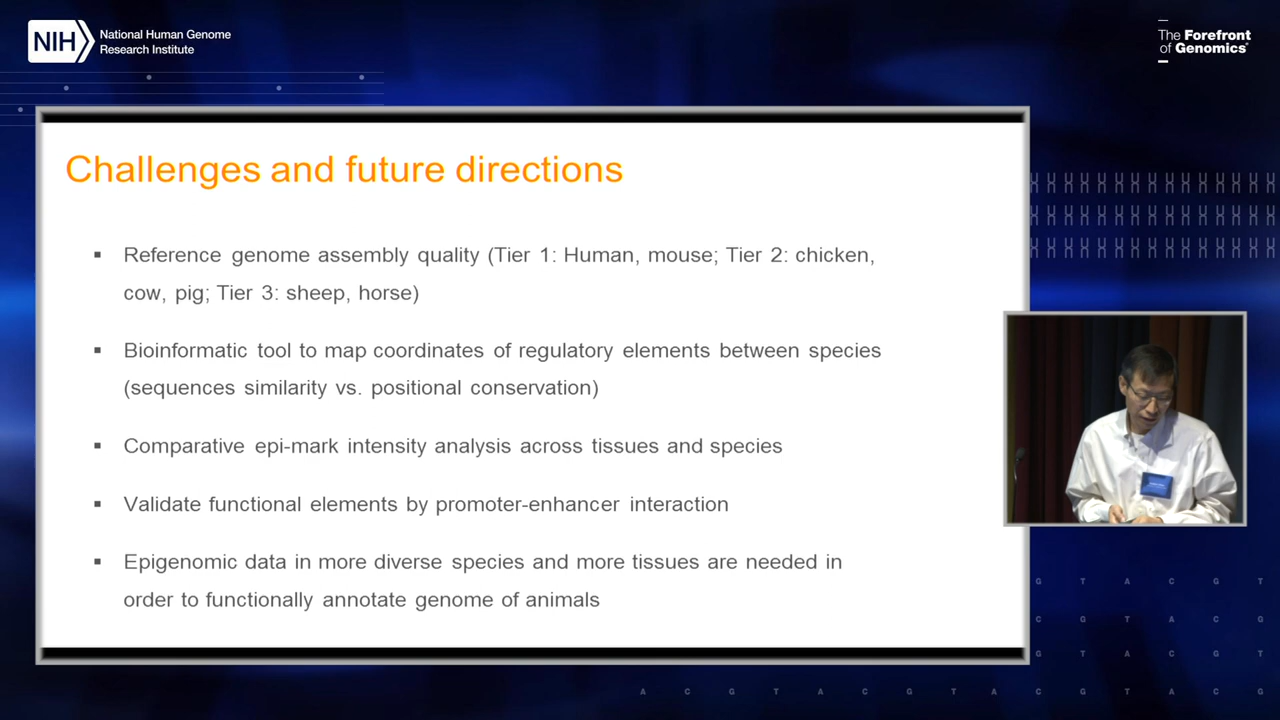 NIH
National Human Genome
Research Institute
The Forefront
of Genomics®
Challenges and future directions
▪ Reference genome assembly quality (Tier 1: Human, mouse; Tier 2: chicken,
cow, pig; Tier 3: sheep, horse)
▪ Bioinformatic tool to map coordinates of regulatory elements between species
(sequences similarity vs. positional conservation)
▪ Comparative epi-mark intensity analysis across tissues and species
▪ Validate functional elements by promoter-enhancer interaction
▪ Epigenomic data in more diverse species and more tissues are needed in
order to functionally annotate genome of animals
G T A C G T
C G T A C G
G T A C G T
A C G T A C G T A C G T A C G